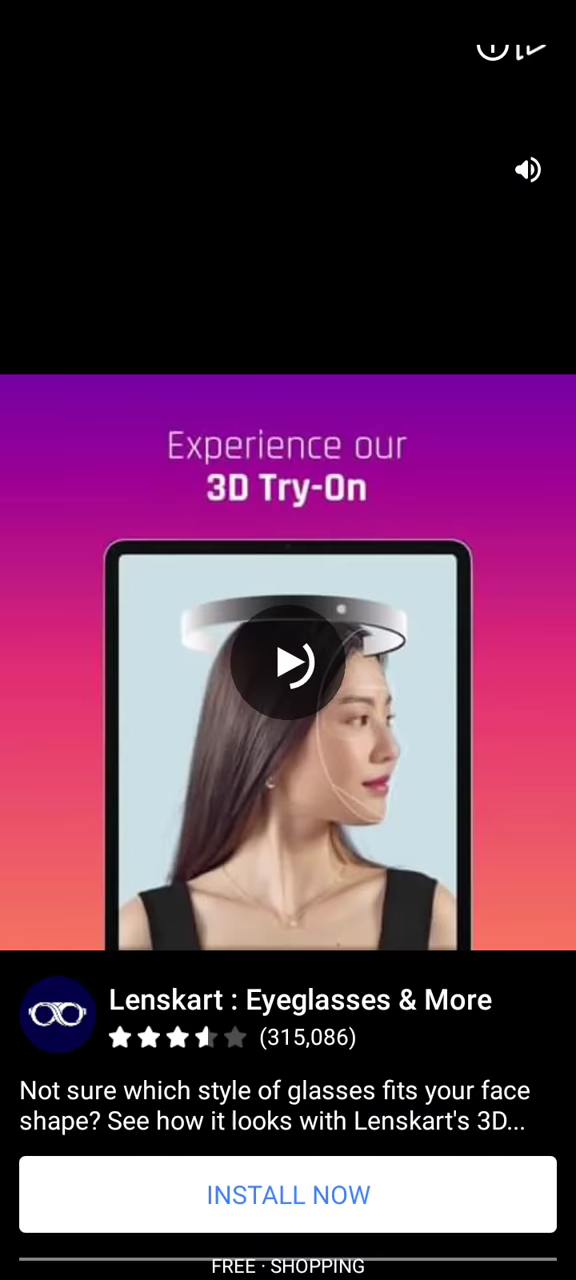 Experience our
3D Try-On
Lenskart : Eyeglasses & More
(315,086)
Not sure which style of glasses fits your face
shape? See how it looks with Lenskart's 3D...
INSTALL NOW
FREE · SHOPPING